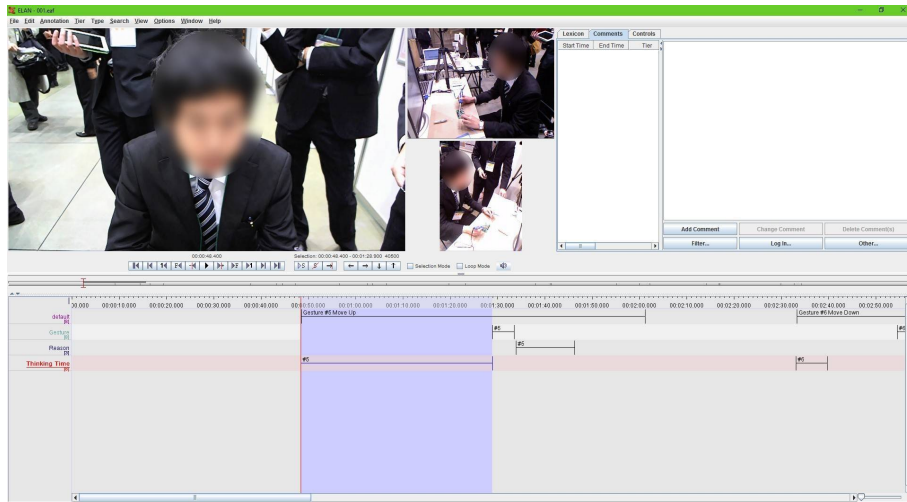 ELAN - 001.eaf
File Edit Annotation Tier Type Search View Options Window Help
Lexicon Comments Controls
Start Time End Time Tier
Add Comment Change Comment Delete Comment(s)
Filter... Log In... Other...
00:00:48.400 Selection: 00:00:48.400 - 00:01:28.900 40500
Selection Mode Loop Mode
00:00:10.000 00:00:20.000 00:00:30.000 00:00:40.000 00:00:50.000 00:01:00.000 00:01:10.000 00:01:20.000 00:01:30.000 00:01:40.000 00:01:50.000 00:02:00.000 00:02:10.000 00:02:20.000 00:02:30.000 00:02:40.000 00:02:50.000
default Gesture #5 Move Up Gesture #6 Move Down
Gesture #5 #6
Reason #5
Thinking Time #5 #6